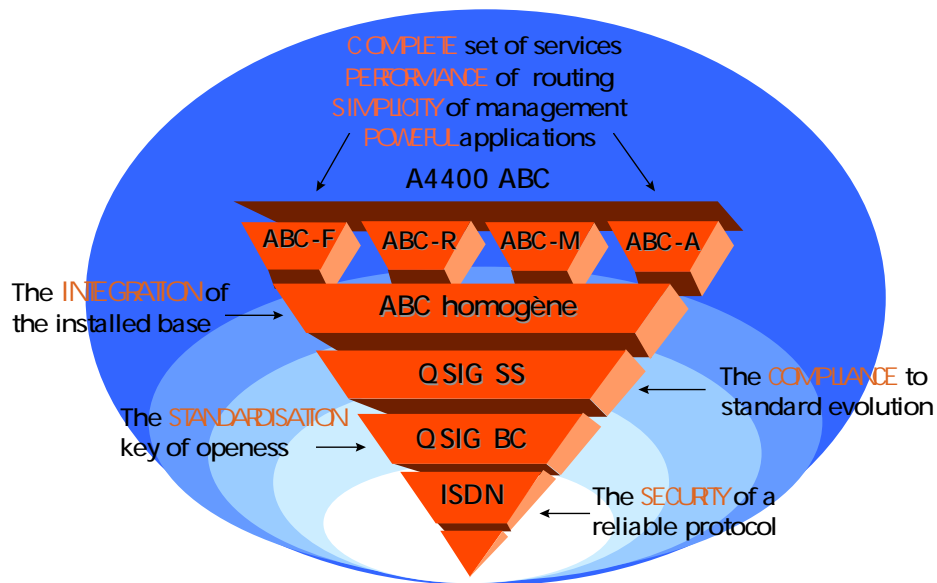 COMPLETE set of services
PERFORMANCE of routing
SIMPLICITY of management
POWEFUL applications
A4400 ABC
ABC-F
ABC-R
ABC-M
ABC-A
The INTEGRATION of
the installed base
ABC homogène
QSIG SS
The COMPLIANCE to
standard evolution
The STANDARDISATION
key of openess
QSIG BC
ISDN
The SECURITY of a
reliable protocol